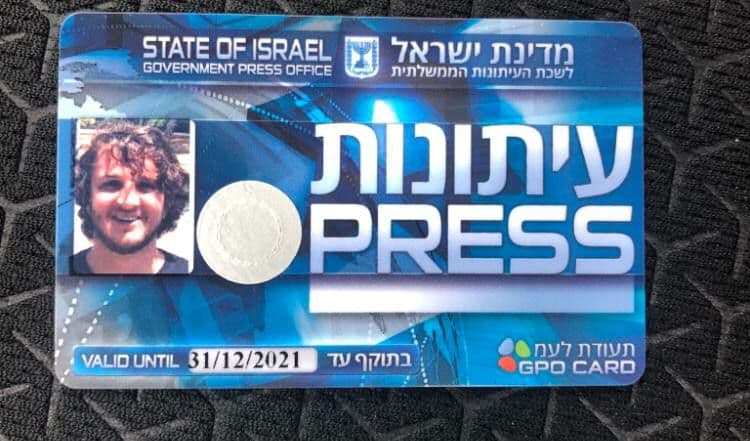 STATE OF ISRAEL
GOVERNMENT PRESS OFFICE
מדינת ישראל
לשכת העיתונות הממשלתית
עיתונות
PRESS
VALID UNTIL 31/12/2021 בתוקף עד
תעודת לעמ
GPO CARD